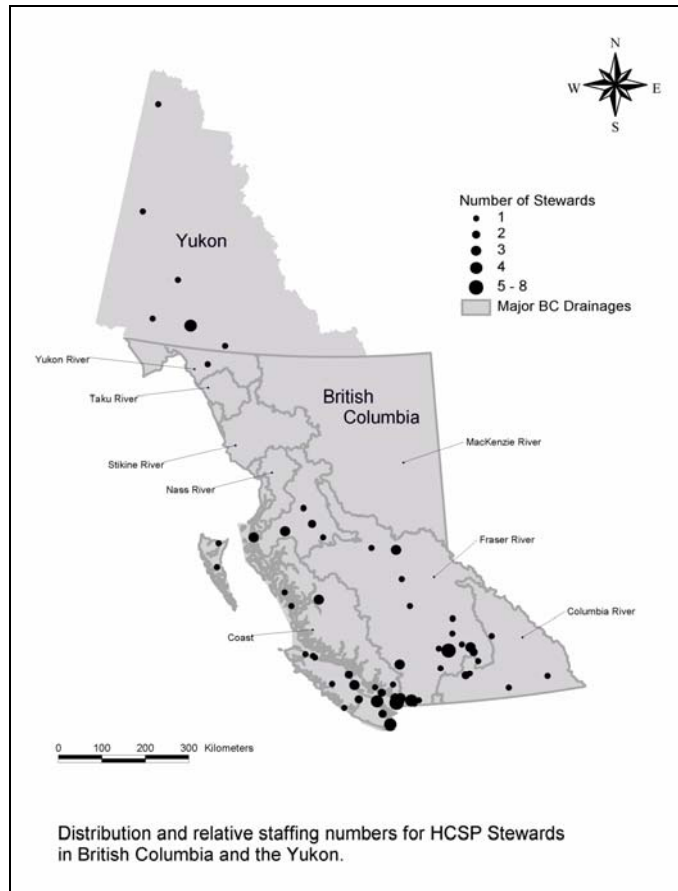 N
W E
S
Number of Stewards
1
2
3
4
5 - 8
Major BC Drainages
Yukon
Yukon River
Taku River
British
Columbia
Stikine River
MacKenzie River
Nass River
Fraser River
Columbia River
Coast
0 100 200 300 Kilometers
Distribution and relative staffing numbers for HCSP Stewards
in British Columbia and the Yukon.